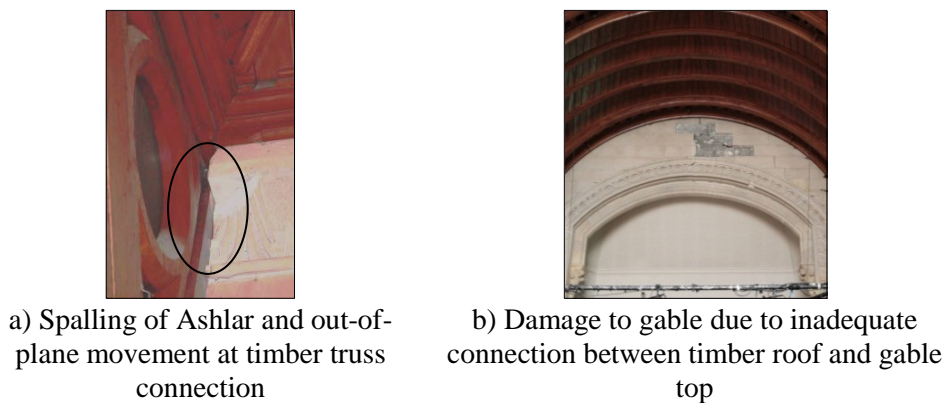 a) Spalling of Ashlar and out-of-
plane movement at timber truss
connection
b) Damage to gable due to inadequate
connection between timber roof and gable
top